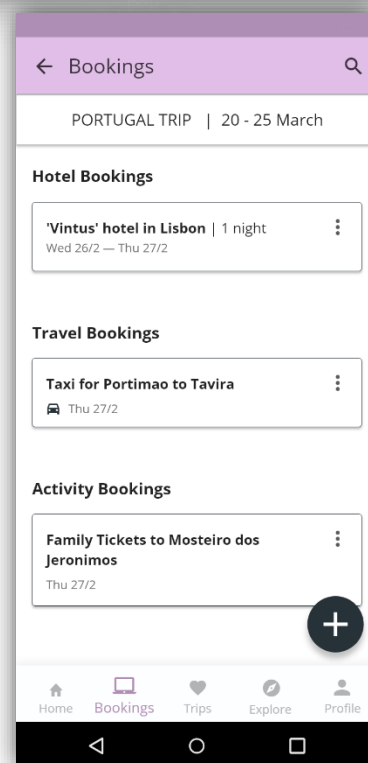 Bookings
PORTUGAL TRIP | 20 - 25 March
Hotel Bookings
'Vintus' hotel in Lisbon | 1 night
Wed 26/2 — Thu 27/2
Travel Bookings
Taxi for Portimao to Tavira
Thu 27/2
Activity Bookings
Family Tickets to Mosteiro dos
Jeronimos
Thu 27/2
Home Bookings Trips Explore Profile